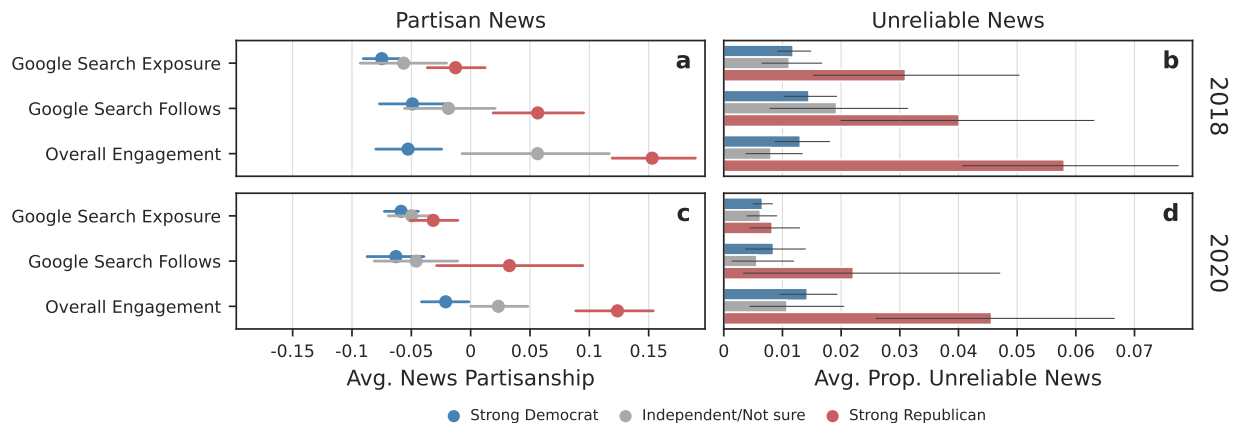 Partisan News
Unreliable News
Google Search Exposure
Google Search Follows
Overall Engagement
a
b
2018
Google Search Exposure
Google Search Follows
Overall Engagement
c
d
2020
-0.15 -0.1 -0.05 0 0.05 0.1 0.15
0 0.01 0.02 0.03 0.04 0.05 0.06 0.07
Avg. News Partisanship
Avg. Prop. Unreliable News
Strong Democrat Independent/Not sure Strong Republican